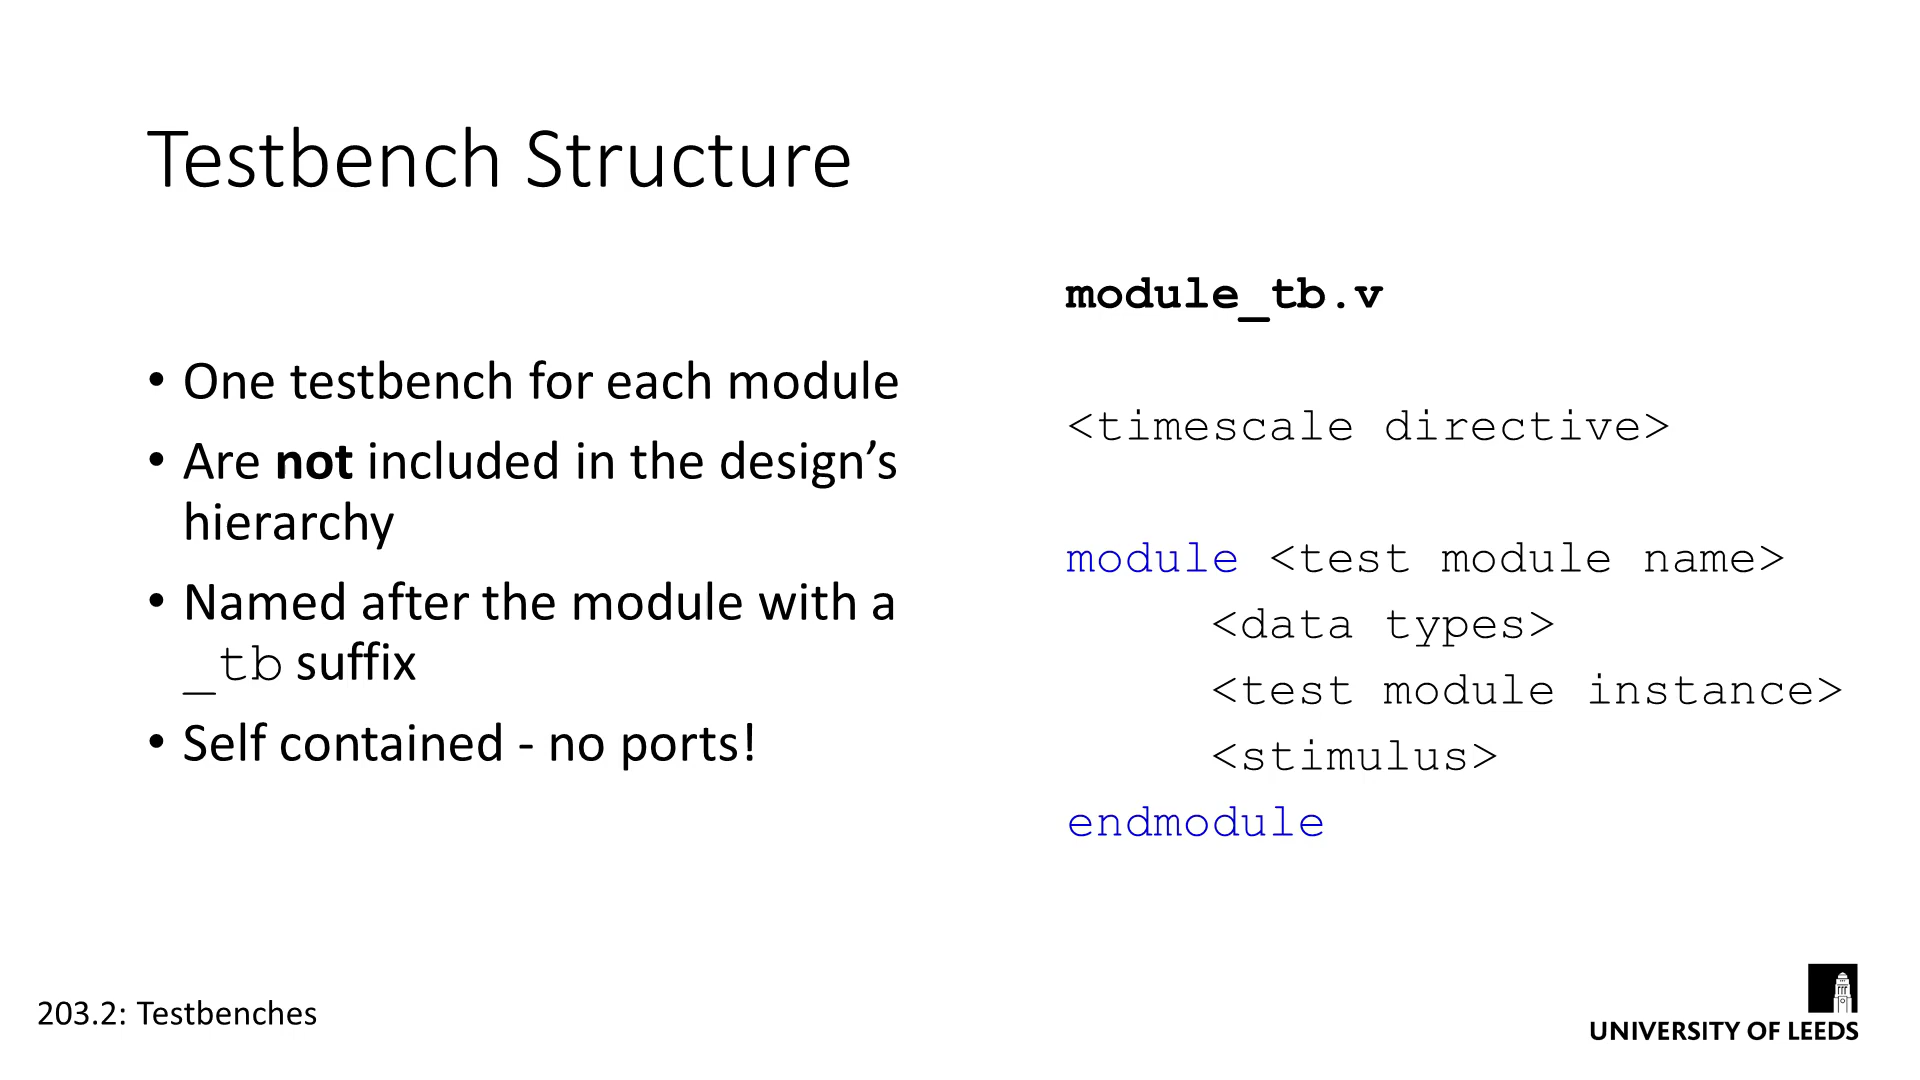 Testbench Structure
• One testbench for each module
• Are not included in the design’s
hierarchy
• Named after the module with a
_tb suffix
• Self contained - no ports!
module_tb.v
<timescale directive>
module <test module name>
<data types>
<test module instance>
<stimulus>
endmodule
203.2: Testbenches
UNIVERSITY OF LEEDS